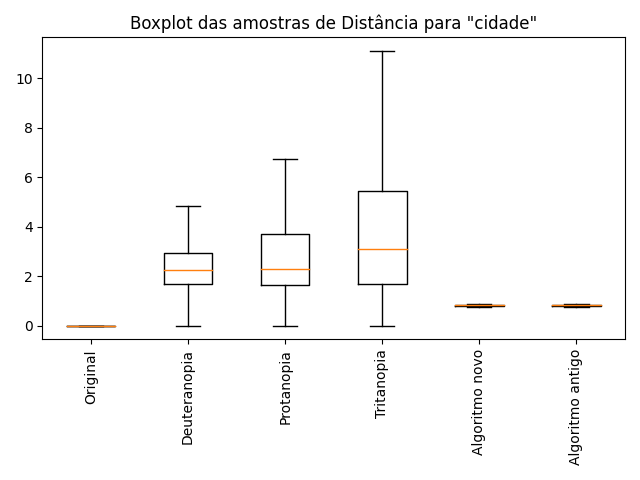 Boxplot das amostras de Distância para "cidade"
10
8
6
4
2
0
Original
Deuteranopia
Protanopia
Tritanopia
Algoritmo novo
Algoritmo antigo